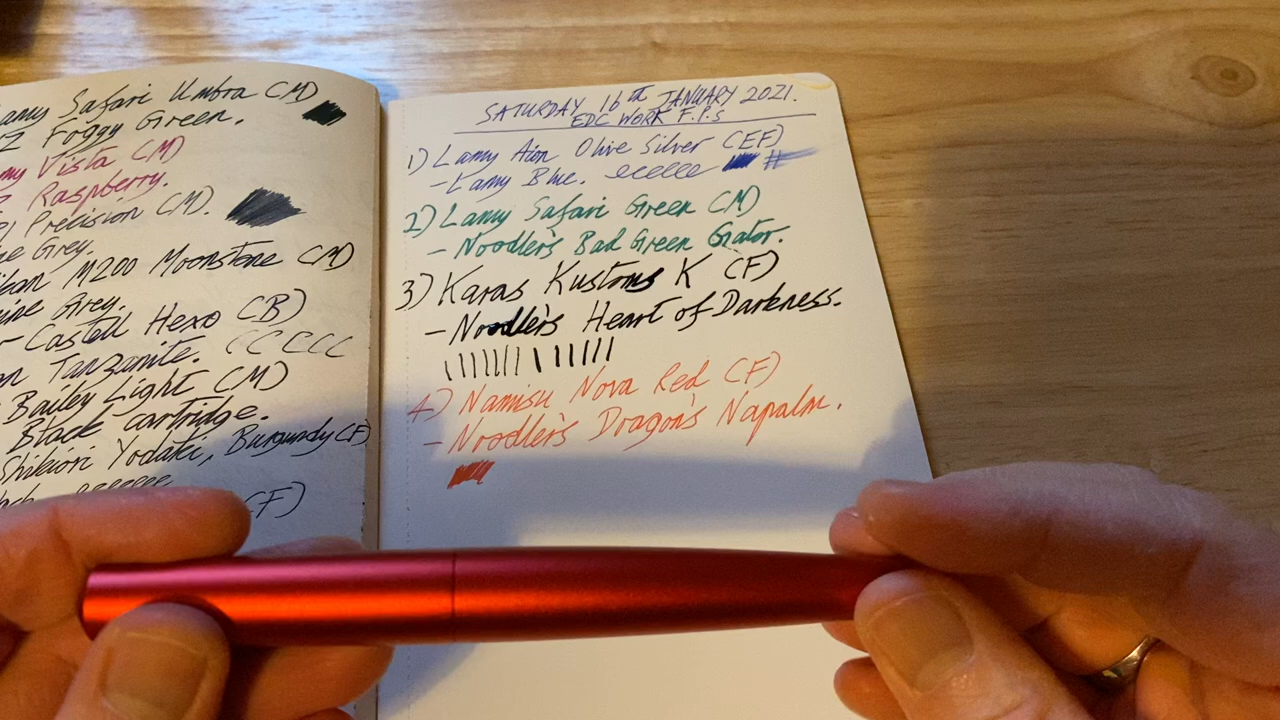 Lamy Safari Umbra (M)
Foggy Green.
Vista (M)
Raspberry.
Precision (M).
Grey.
M200 Moonstone (M)
Grey.
- Castell Hexo (B)
Tanzanite. CCCCC
Bailey Light (M)
Black cartridge.
Shikiori Yodaki, Burgundy (F)
(F)
SATURDAY 16th JANUARY 2021.
EDC WORK F.P.s
1) Lamy Aion Olive Silver (EF)
- Lamy Blue. eeeeeee #
2) Lamy Safari Green (M)
- Noodler's Bad Green Gator.
3) Karas Kustoms K (F)
- Noodler's Heart of Darkness.
4) Namisu Nova Red (F)
- Noodler's Dragon's Napalm.